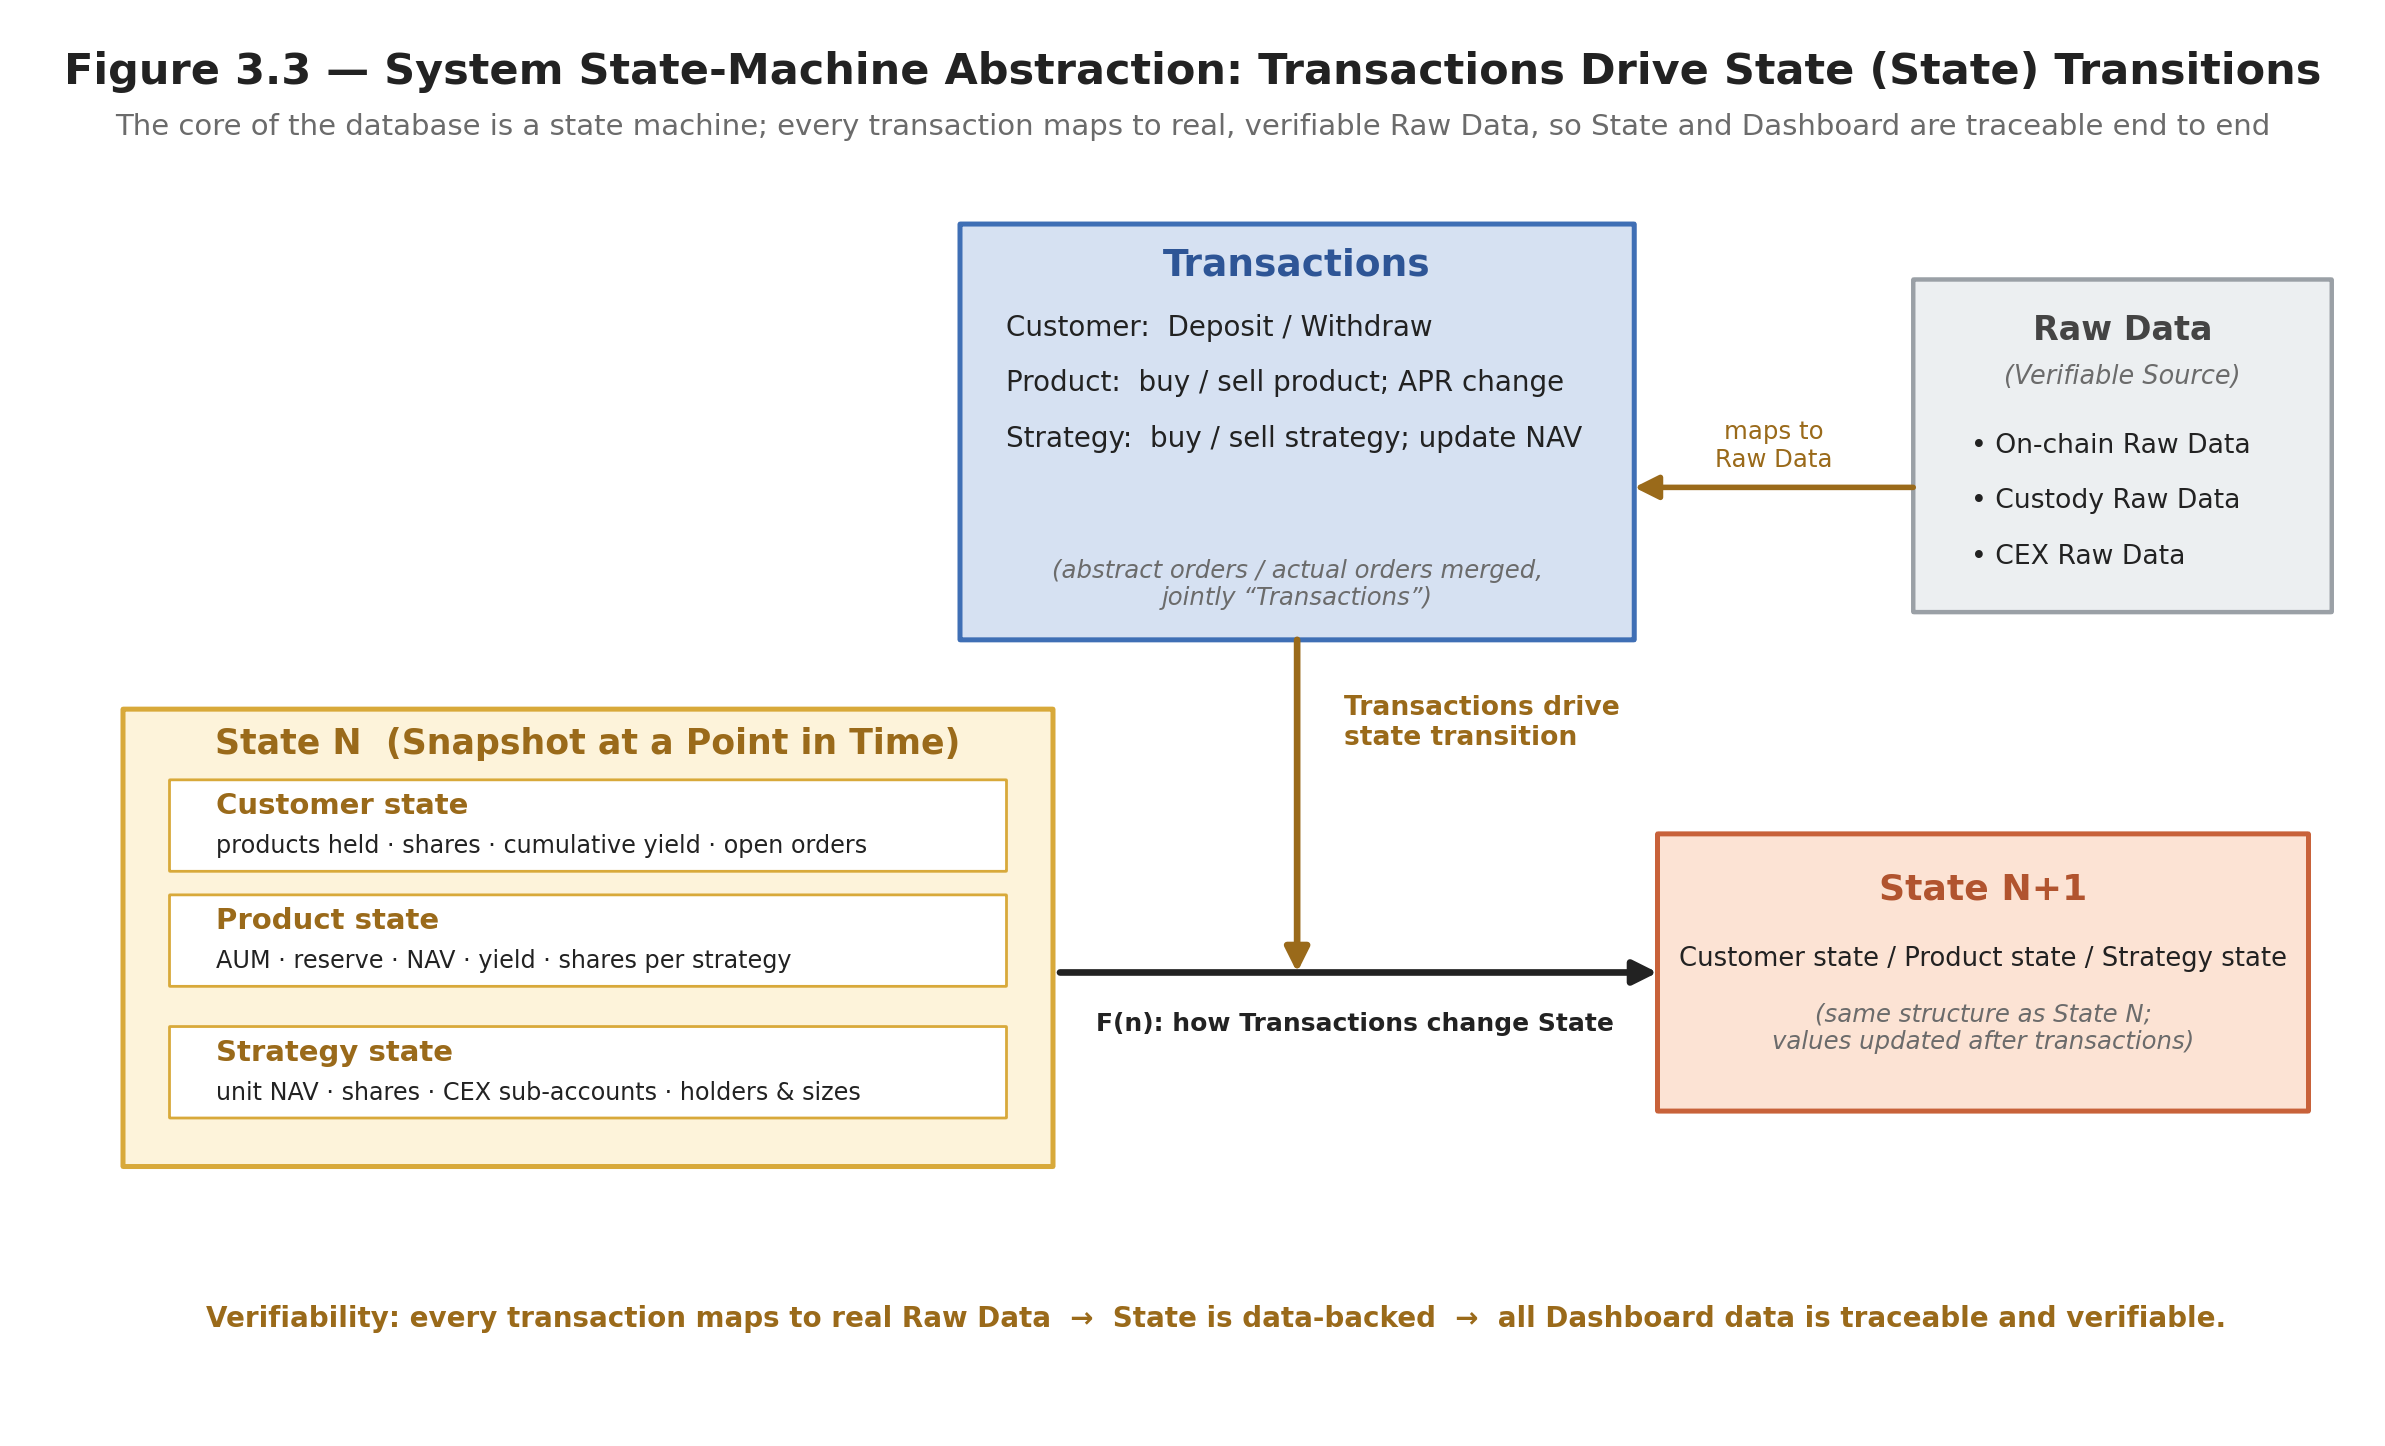 Figure 3.3 — System State-Machine Abstraction: Transactions Drive State (State) Transitions
The core of the database is a state machine; every transaction maps to real, verifiable Raw Data, so State and Dashboard are traceable end to end
Transactions
Customer:  Deposit / Withdraw
Product:  buy / sell product; APR change
Strategy:  buy / sell strategy; update NAV
(abstract orders / actual orders merged,
jointly “Transactions”)
maps to
Raw Data
Raw Data
(Verifiable Source)
• On-chain Raw Data
• Custody Raw Data
• CEX Raw Data
Transactions drive
state transition
State N  (Snapshot at a Point in Time)
Customer state
products held · shares · cumulative yield · open orders
Product state
AUM · reserve · NAV · yield · shares per strategy
Strategy state
unit NAV · shares · CEX sub-accounts · holders & sizes
F(n): how Transactions change State
State N+1
Customer state / Product state / Strategy state
(same structure as State N;
values updated after transactions)
Verifiability: every transaction maps to real Raw Data  →  State is data-backed  →  all Dashboard data is traceable and verifiable.